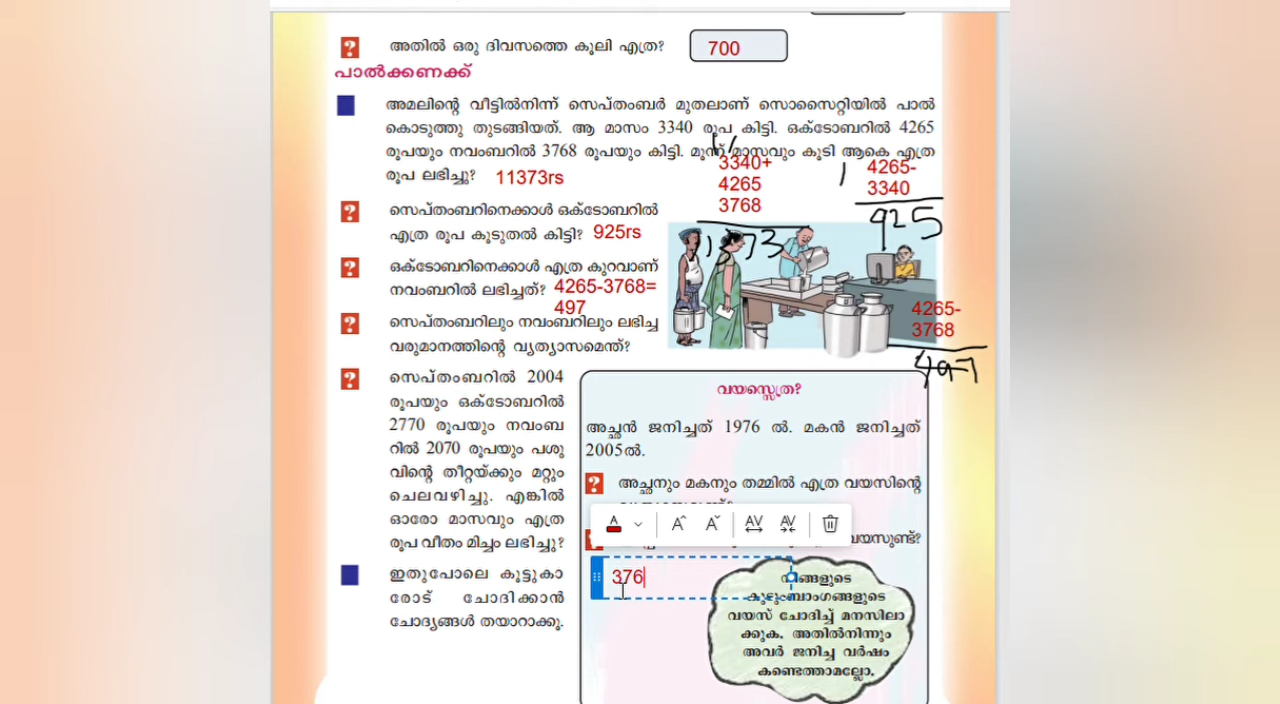 അതിൽ ഒരു ദിവസത്തെ കൂലി എത്ര? 700
പാൽക്കണക്ക്
അമലിന്റെ വീട്ടിൽനിന്ന് സെപ്തംബർ മുതലാണ് സൊസൈറ്റിയിൽ പാൽ
കൊടുത്തു തുടങ്ങിയത്. ആ മാസം 3340 രൂപ കിട്ടി. ഒക്ടോബറിൽ 4265
രൂപയും നവംബറിൽ 3768 രൂപയും കിട്ടി. മൂന്ന് മാസവും കൂടി ആകെ എത്ര
രൂപ ലഭിച്ചു? 11373rs
3340+
4265
3768
4265-
3340
925
സെപ്തംബറിനെക്കാൾ ഒക്ടോബറിൽ
എത്ര രൂപ കൂടുതൽ കിട്ടി? 925rs
ഒക്ടോബറിനെക്കാൾ എത്ര കുറവാണ്
നവംബറിൽ ലഭിച്ചത്? 4265-3768=
497
4265-
3768
497
സെപ്തംബറിലും നവംബറിലും ലഭിച്ച
വരുമാനത്തിന്റെ വ്യത്യാസമെന്ത്?
സെപ്തംബറിൽ 2004
രൂപയും ഒക്ടോബറിൽ
2770 രൂപയും നവംബ
റിൽ 2070 രൂപയും പശു
വിന്റെ തീറ്റയ്ക്കും മറ്റും
ചെലവഴിച്ചു. എങ്കിൽ
ഓരോ മാസവും എത്ര
രൂപ വീതം മിച്ചം ലഭിച്ചു?
ഇതുപോലെ കൂട്ടുകാ
രോട് ചോദിക്കാൻ
ചോദ്യങ്ങൾ തയാറാക്കൂ.
വയസ്സെത്ര?
അച്ഛൻ ജനിച്ചത് 1976 ൽ. മകൻ ജനിച്ചത്
2005ൽ.
അച്ഛനും മകനും തമ്മിൽ എത്ര വയസിന്റെ
വയസുണ്ട്?
376
നിങ്ങളുടെ
കുടുംബാംഗങ്ങളുടെ
വയസ് ചോദിച്ച് മനസിലാ
ക്കുക. അതിൽനിന്നും
അവർ ജനിച്ച വർഷം
കണ്ടെത്താമല്ലോ.